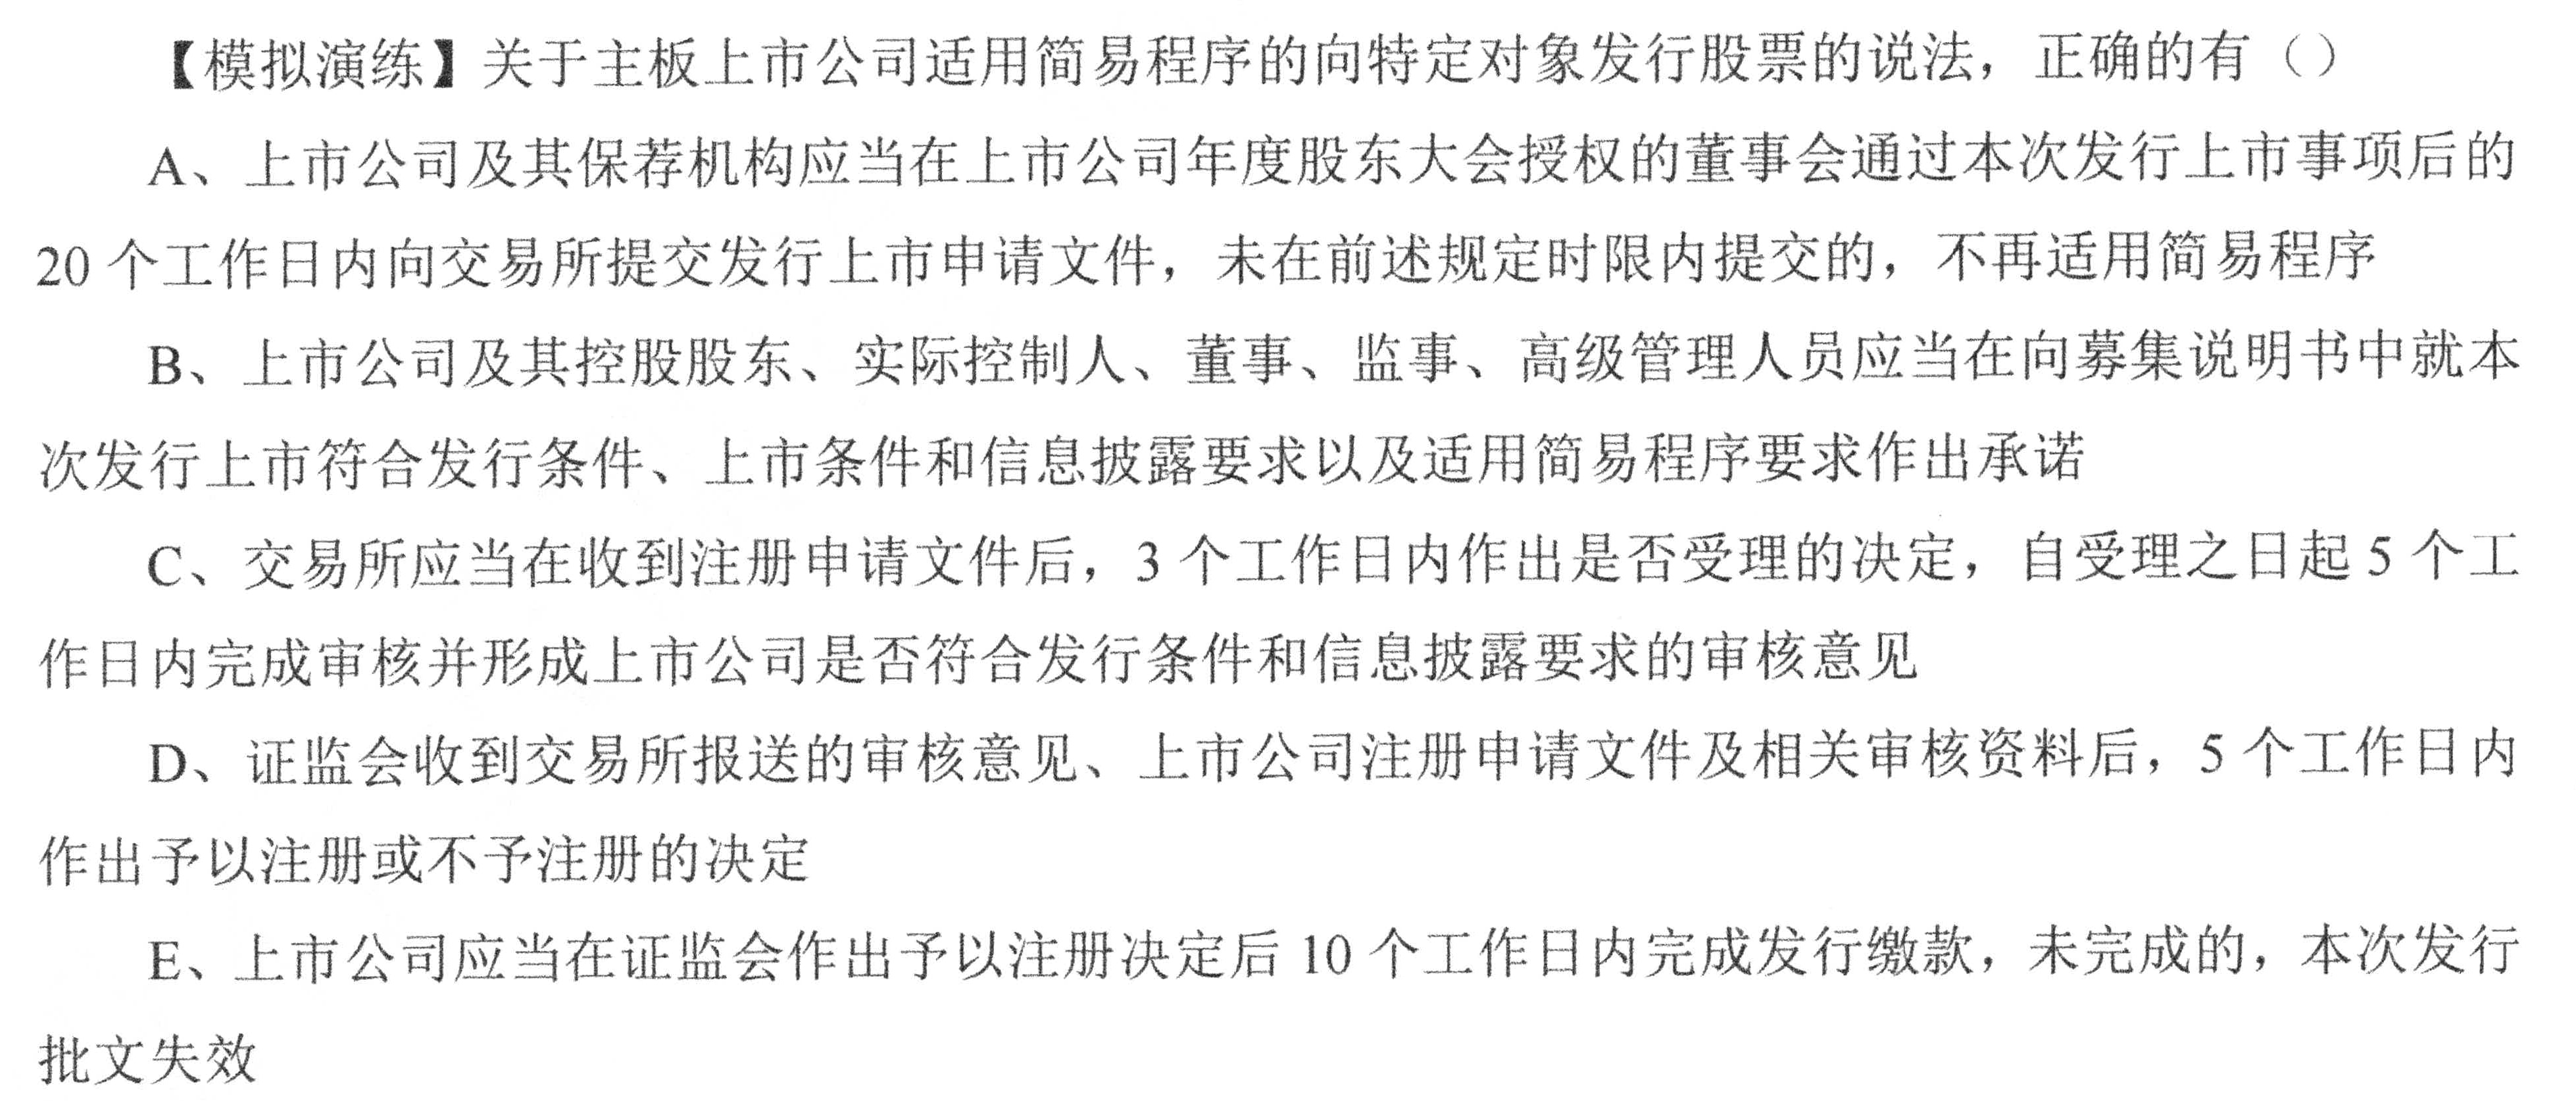 【模拟演练】关于主板上市公司适用简易程序的向特定对象发行股票的说法，正确的有（）
A、上市公司及其保荐机构应当在上市公司年度股东大会授权的董事会通过本次发行上市事项后的
20 个工作日内向交易所提交发行上市申请文件，未在前述规定时限内提交的，不再适用简易程序
B、上市公司及其控股股东、实际控制人、董事、监事、高级管理人员应当在向募集说明书中就本
次发行上市符合发行条件、上市条件和信息披露要求以及适用简易程序要求作出承诺
C、交易所应当在收到注册申请文件后，3 个工作日内作出是否受理的决定，自受理之日起 5 个工
作日内完成审核并形成上市公司是否符合发行条件和信息披露要求的审核意见
D、证监会收到交易所报送的审核意见、上市公司注册申请文件及相关审核资料后，5 个工作日内
作出予以注册或不予注册的决定
E、上市公司应当在证监会作出予以注册决定后 10 个工作日内完成发行缴款，未完成的，本次发行
批文失效